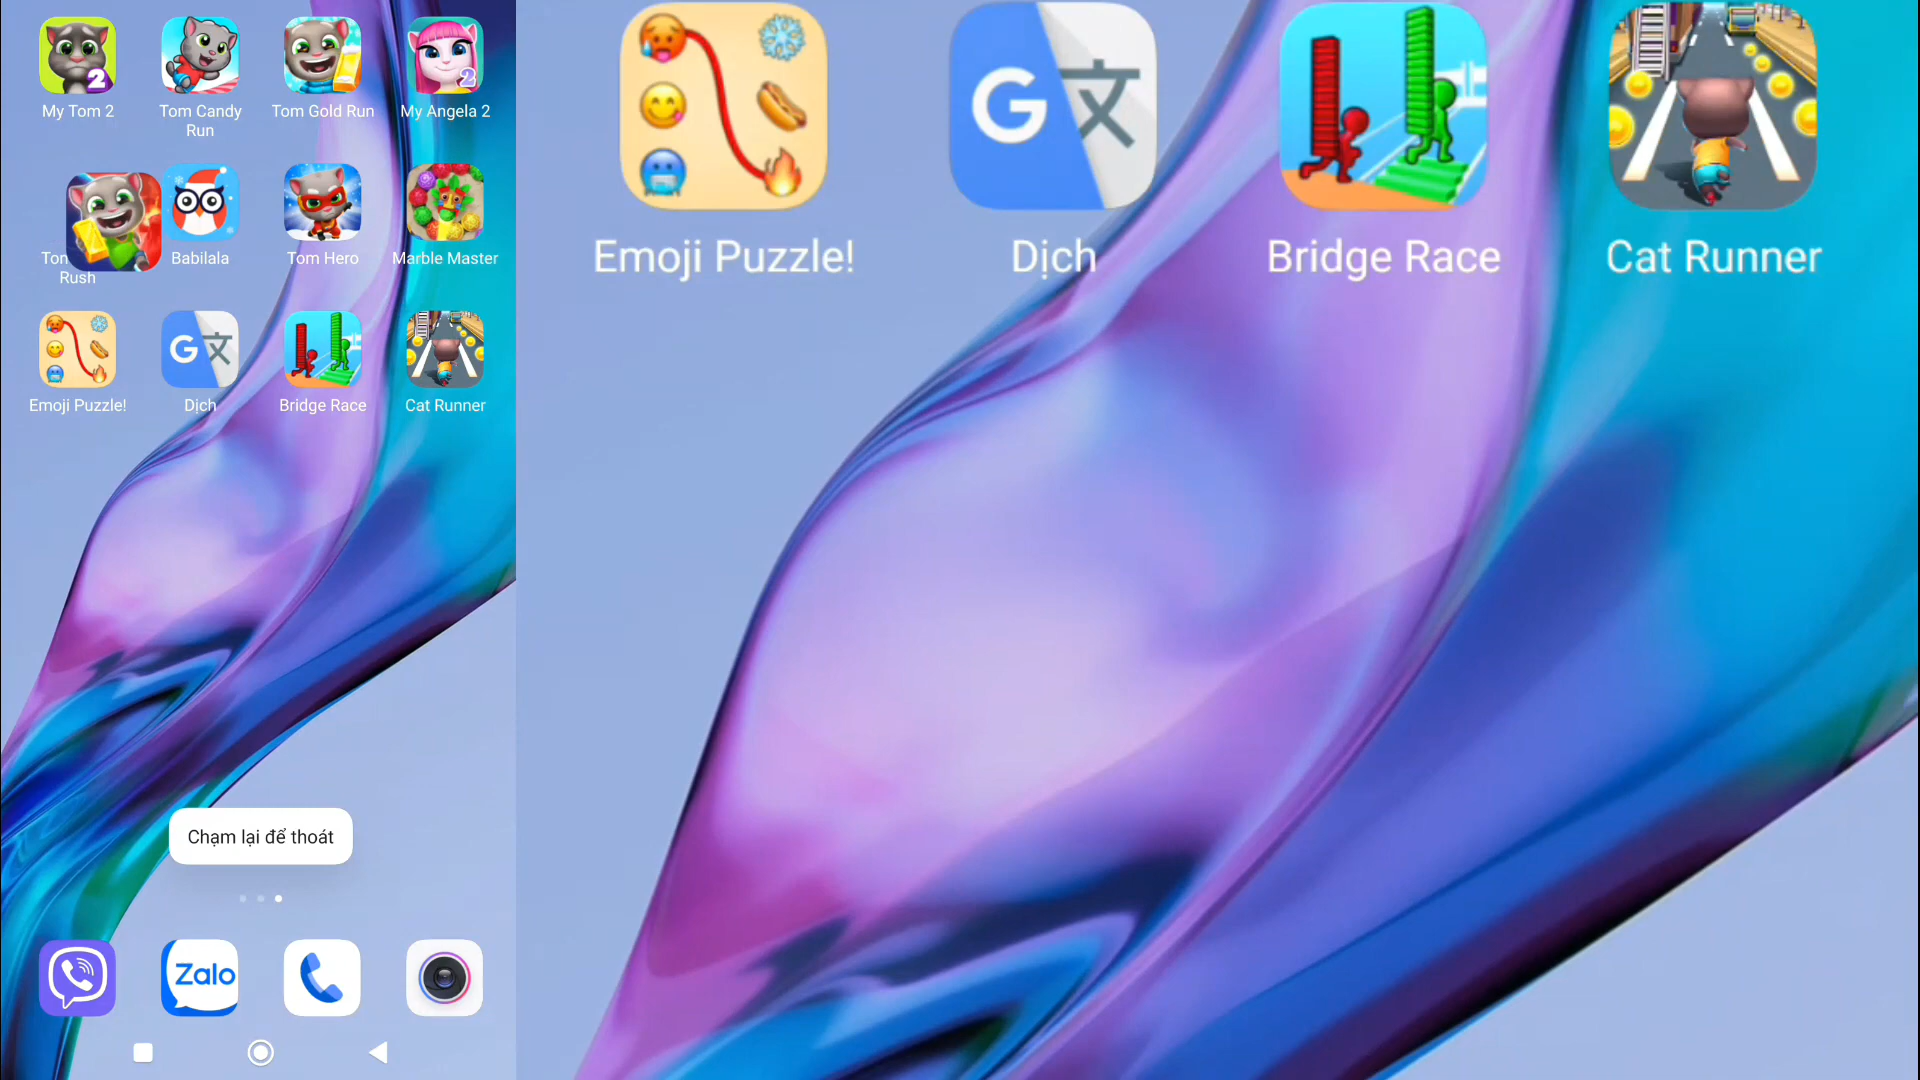 My Tom 2
Tom Candy
Run
Tom Gold Run
My Angela 2
Rush
Babilala
Tom Hero
Marble Master
Emoji Puzzle!
Dịch
Bridge Race
Cat Runner
Chạm lại để thoát
Zalo
Emoji Puzzle!
Dịch
Bridge Race
Cat Runner